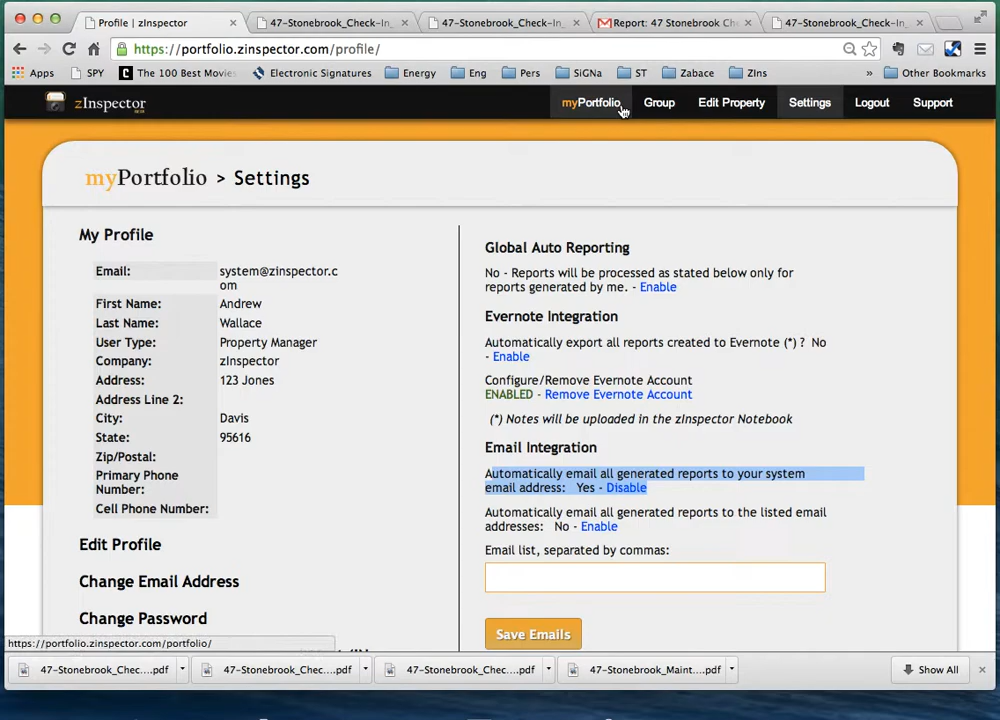 Profile | zInspector
47-Stonebrook_Check-In_
47-Stonebrook_Check-In_
Report: 47 Stonebrook Ch
47-Stonebrook_Check-In_
https://portfolio.zinspector.com/profile/
Apps
SPY
The 100 Best Movies
Electronic Signatures
Energy
Eng
Pers
SiGNa
ST
Zabace
ZIns
»
Other Bookmarks
zInspector
BETA
myPortfolio
Group
Edit Property
Settings
Logout
Support
myPortfolio > Settings
My Profile
Email: system@zinspector.c
om
First Name: Andrew
Last Name: Wallace
User Type: Property Manager
Company: zInspector
Address: 123 Jones
Address Line 2:
City: Davis
State: 95616
Zip/Postal:
Primary Phone
Number:
Cell Phone Number:
Edit Profile
Change Email Address
Change Password
Global Auto Reporting
No - Reports will be processed as stated below only for
reports generated by me. - Enable
Evernote Integration
Automatically export all reports created to Evernote (*) ? No
- Enable
Configure/Remove Evernote Account
ENABLED - Remove Evernote Account
(*) Notes will be uploaded in the zInspector Notebook
Email Integration
Automatically email all generated reports to your system
email address: Yes - Disable
Automatically email all generated reports to the listed email
addresses: No - Enable
Email list, separated by commas:
Save Emails
https://portfolio.zinspector.com/portfolio/
47-Stonebrook_Chec....pdf
47-Stonebrook_Chec....pdf
47-Stonebrook_Chec....pdf
47-Stonebrook_Maint....pdf
Show All